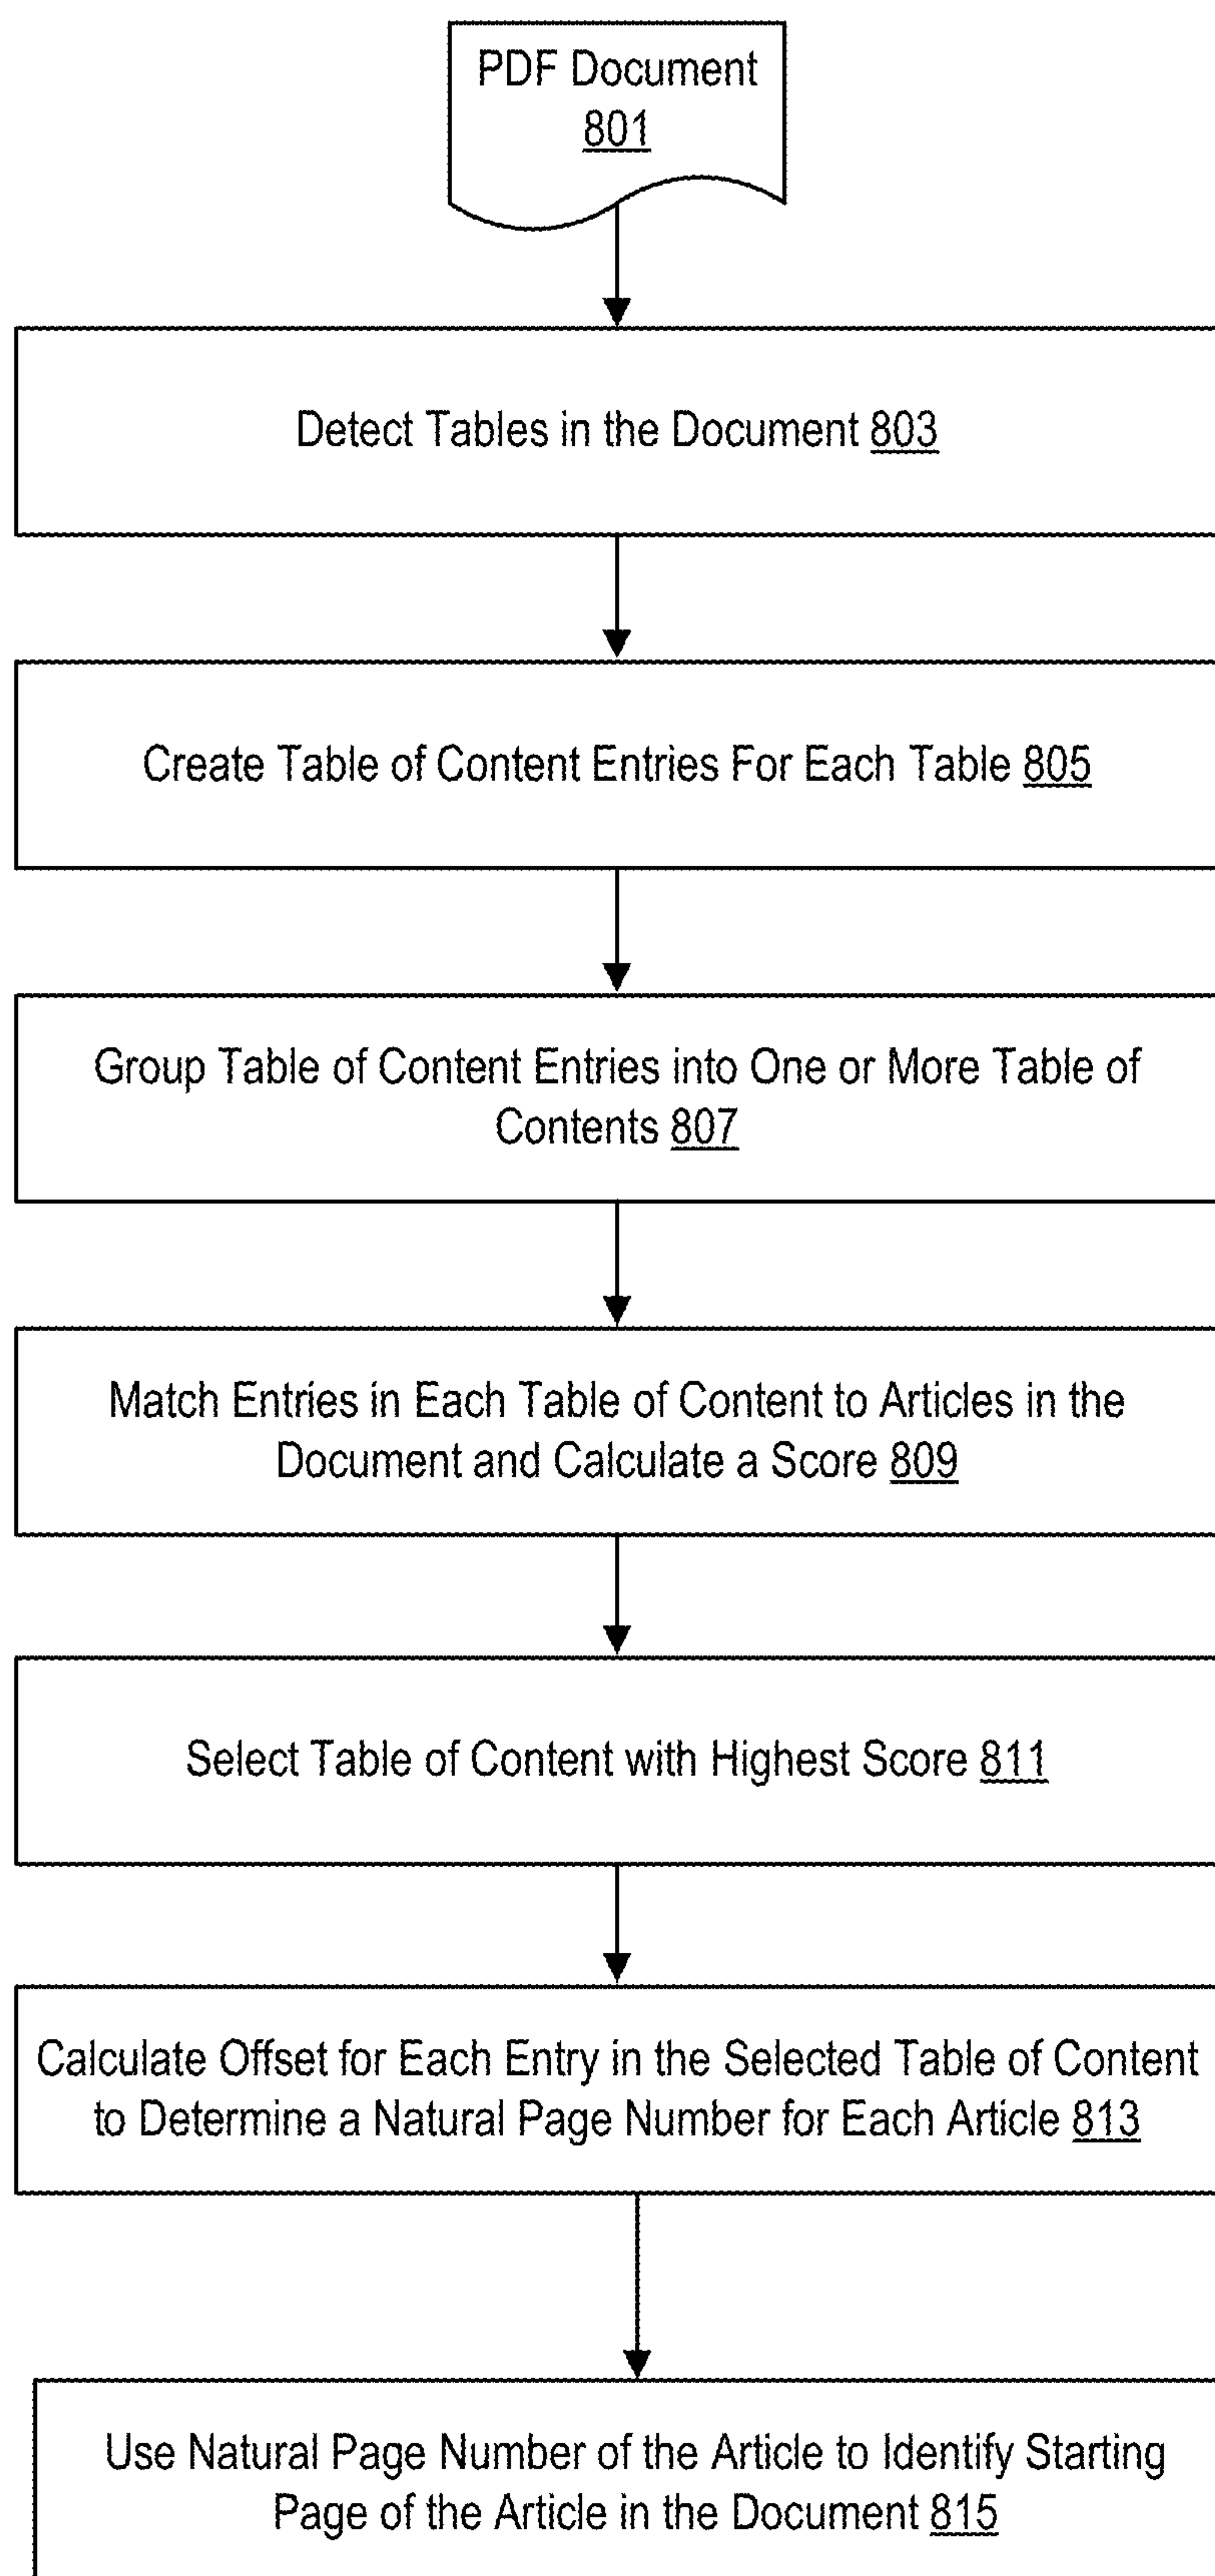 PDF Document
801
Detect Tables in the Document 803
Create Table of Content Entries For Each Table 805
Group Table of Content Entries into One or More Table of
Contents 807
Match Entries in Each Table of Content to Articles in the
Document and Calculate a Score 809
Select Table of Content with Highest Score 811
Calculate Offset for Each Entry in the Selected Table of Content
to Determine a Natural Page Number for Each Article 813
Use Natural Page Number of the Article to Identify Starting
Page of the Article in the Document 815